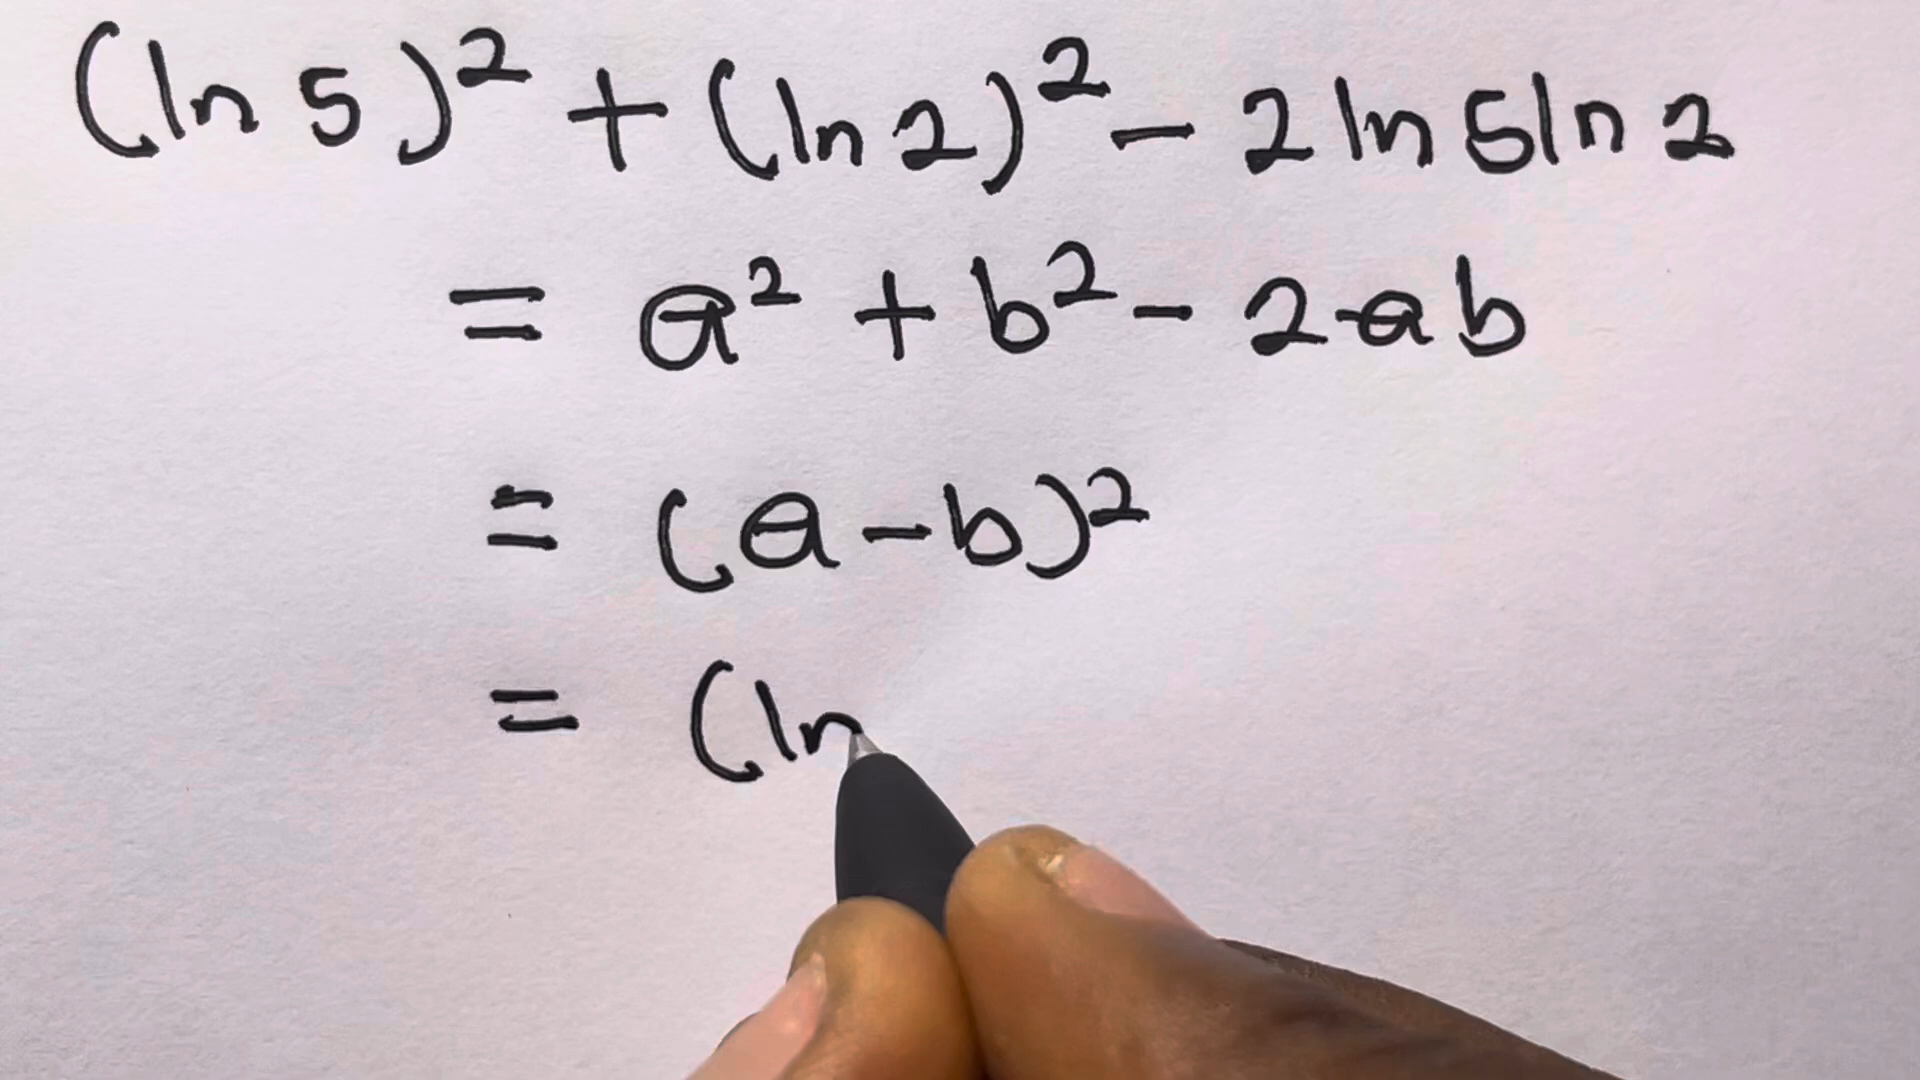 (ln 5)² + (ln 2)² - 2 ln 5 ln 2
= a² + b² - 2ab
= (a - b)²
= (ln